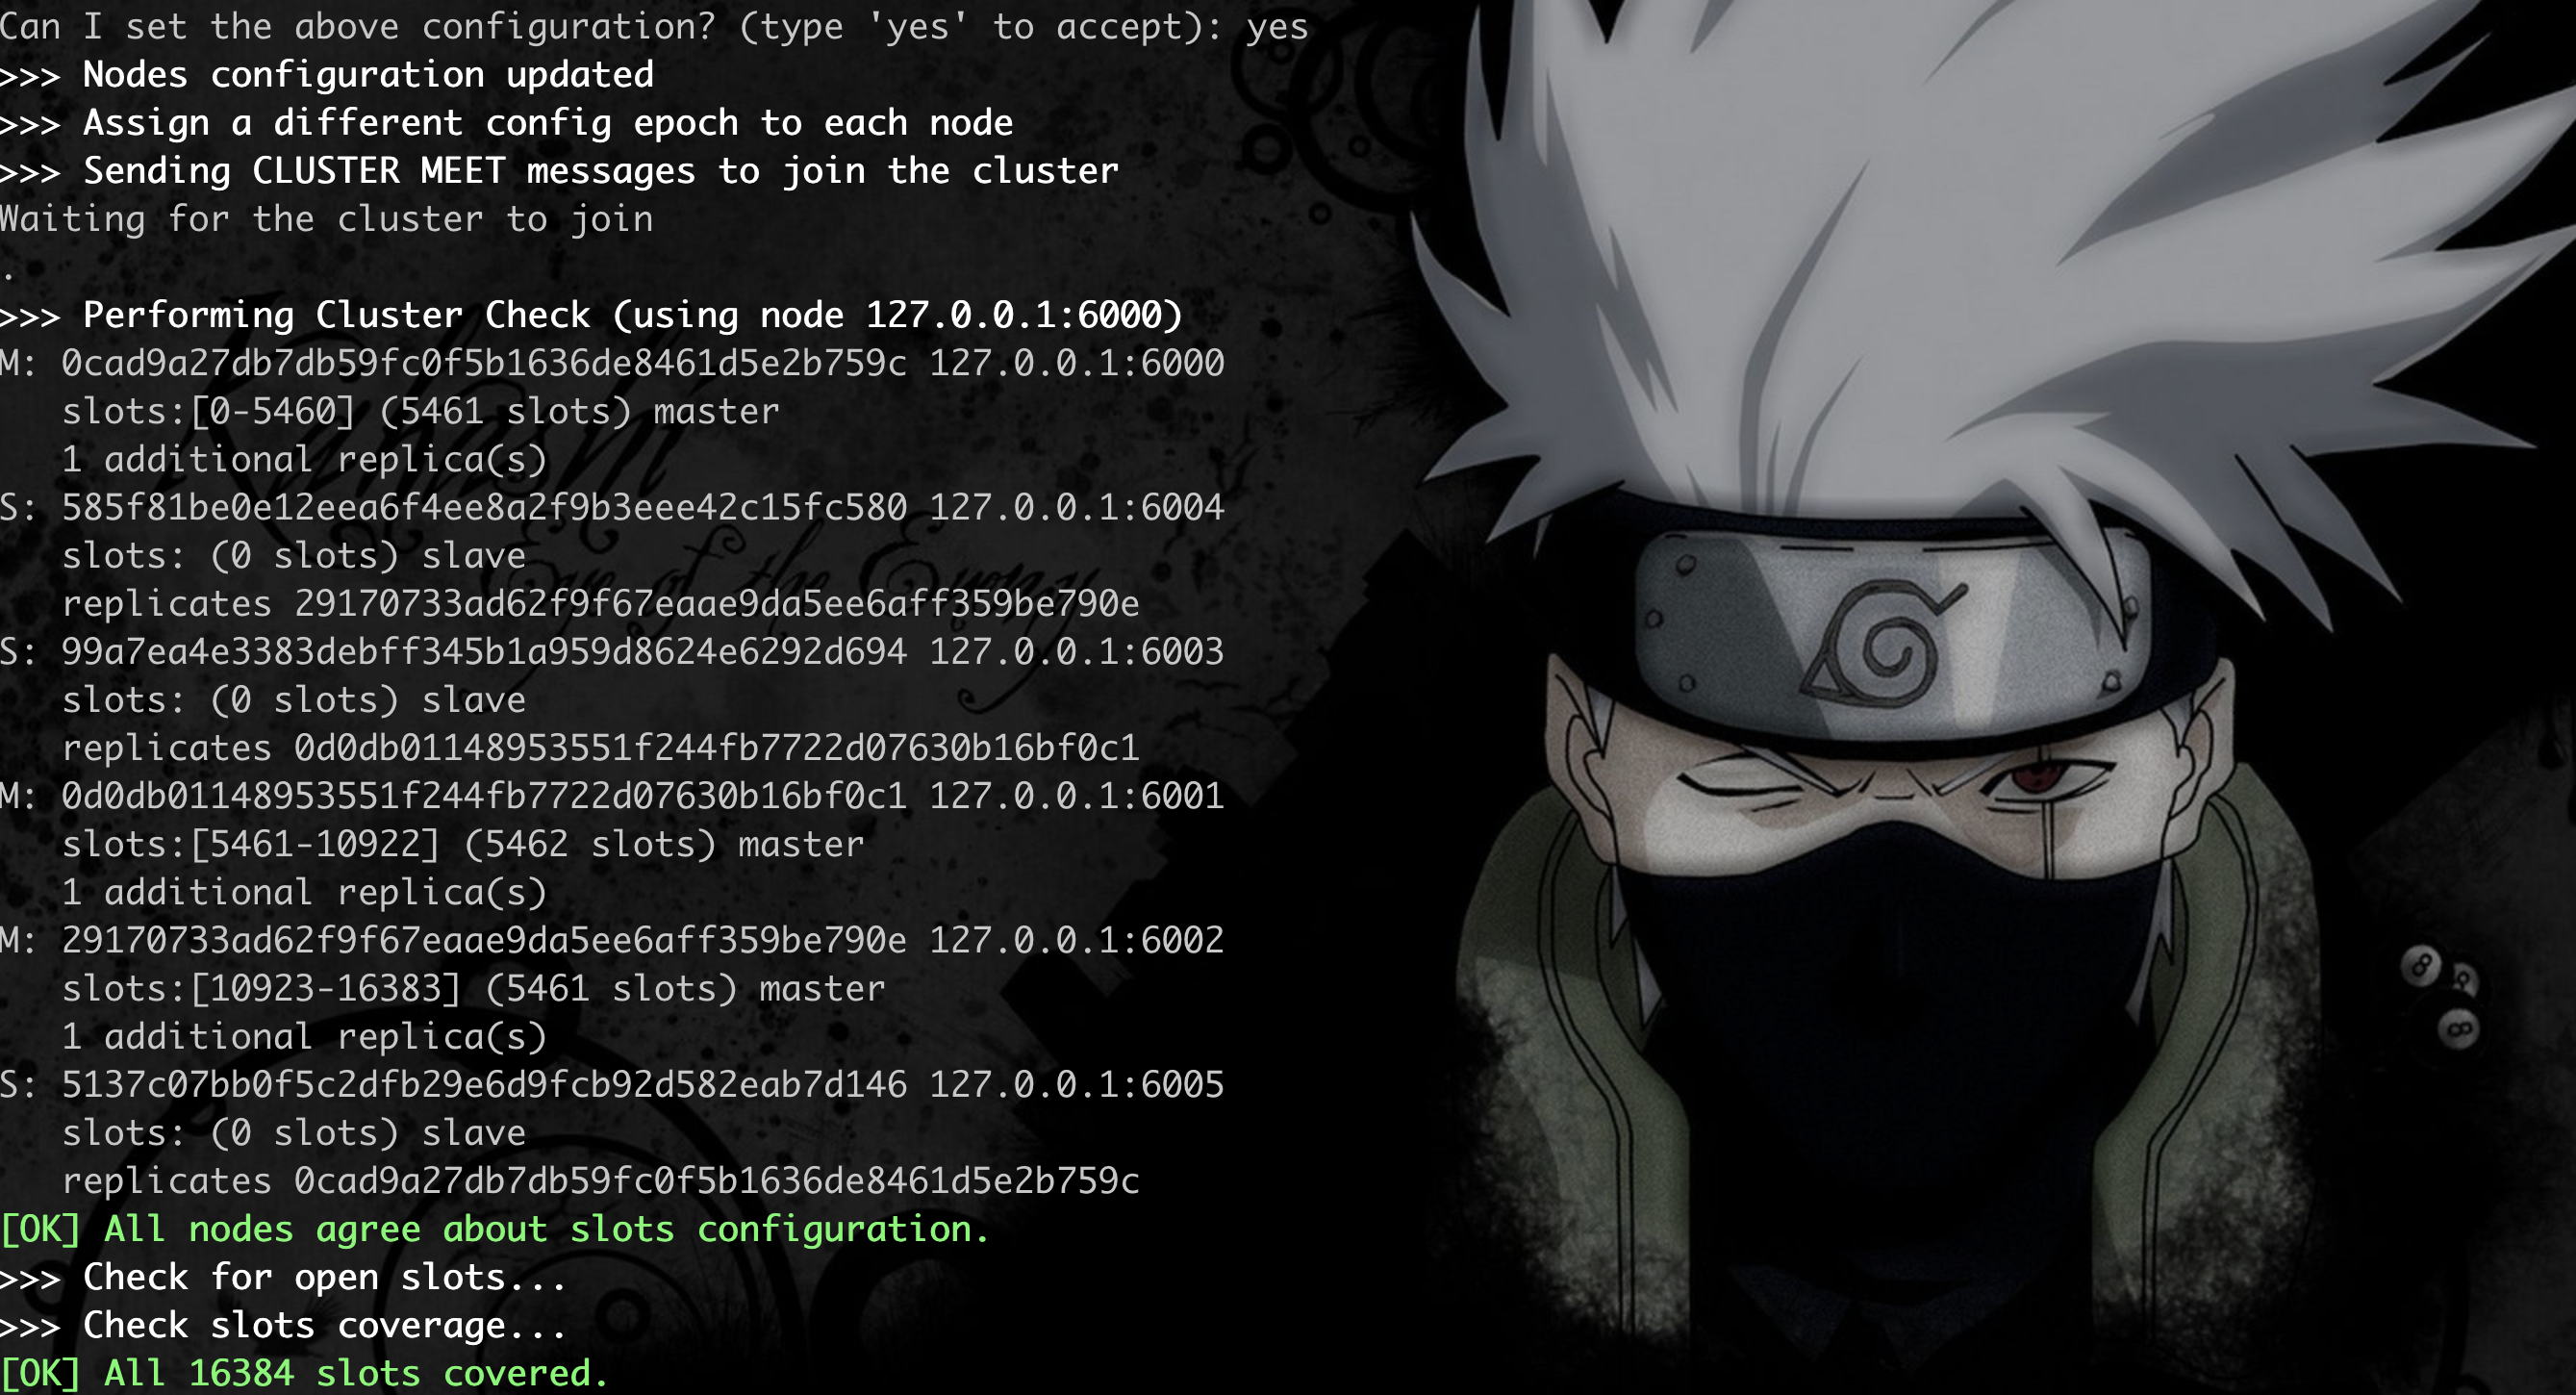 Can I set the above configuration? (type 'yes' to accept): yes
>>> Nodes configuration updated
>>> Assign a different config epoch to each node
>>> Sending CLUSTER MEET messages to join the cluster
Waiting for the cluster to join
.
>>> Performing Cluster Check (using node 127.0.0.1:6000)
M: 0cad9a27db7db59fc0f5b1636de8461d5e2b759c 127.0.0.1:6000
   slots:[0-5460] (5461 slots) master
   1 additional replica(s)
S: 585f81be0e12eea6f4ee8a2f9b3eee42c15fc580 127.0.0.1:6004
   slots: (0 slots) slave
   replicates 29170733ad62f9f67eaae9da5ee6aff359be790e
S: 99a7ea4e3383debff345b1a959d8624e6292d694 127.0.0.1:6003
   slots: (0 slots) slave
   replicates 0d0db01148953551f244fb7722d07630b16bf0c1
M: 0d0db01148953551f244fb7722d07630b16bf0c1 127.0.0.1:6001
   slots:[5461-10922] (5462 slots) master
   1 additional replica(s)
M: 29170733ad62f9f67eaae9da5ee6aff359be790e 127.0.0.1:6002
   slots:[10923-16383] (5461 slots) master
   1 additional replica(s)
S: 5137c07bb0f5c2dfb29e6d9fcb92d582eab7d146 127.0.0.1:6005
   slots: (0 slots) slave
   replicates 0cad9a27db7db59fc0f5b1636de8461d5e2b759c
[OK] All nodes agree about slots configuration.
>>> Check for open slots...
>>> Check slots coverage...
[OK] All 16384 slots covered.
Kakashi
Eye of the Enemy